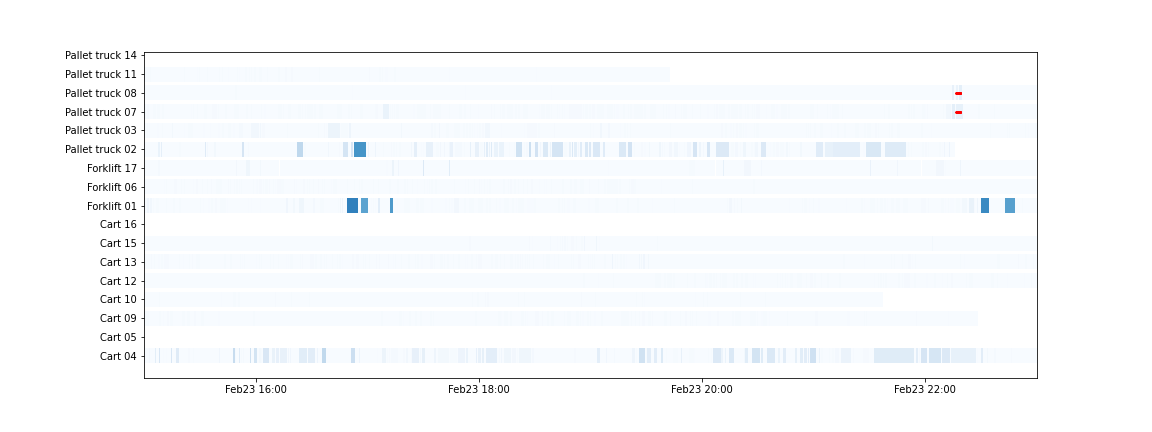 Pallet truck 14
Pallet truck 11
Pallet truck 08
Pallet truck 07
Pallet truck 03
Pallet truck 02
Forklift 17
Forklift 06
Forklift 01
Cart 16
Cart 15
Cart 13
Cart 12
Cart 10
Cart 09
Cart 05
Cart 04
Feb23 16:00 Feb23 18:00 Feb23 20:00 Feb23 22:00